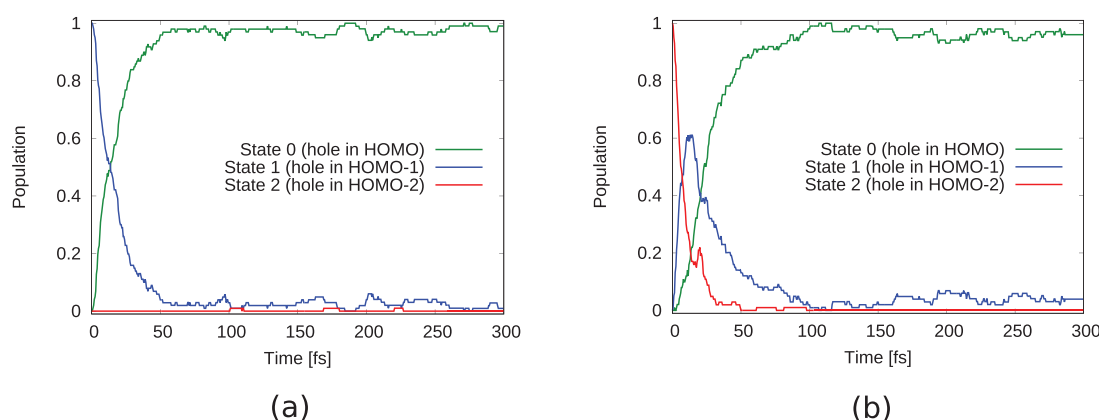 1
0.8
0.6
0.4
0.2
0
Population
State 0 (hole in HOMO)
State 1 (hole in HOMO-1)
State 2 (hole in HOMO-2)
0 50 100 150 200 250 300
Time [fs]
(a)
1
0.8
0.6
0.4
0.2
0
Population
State 0 (hole in HOMO)
State 1 (hole in HOMO-1)
State 2 (hole in HOMO-2)
0 50 100 150 200 250 300
Time [fs]
(b)